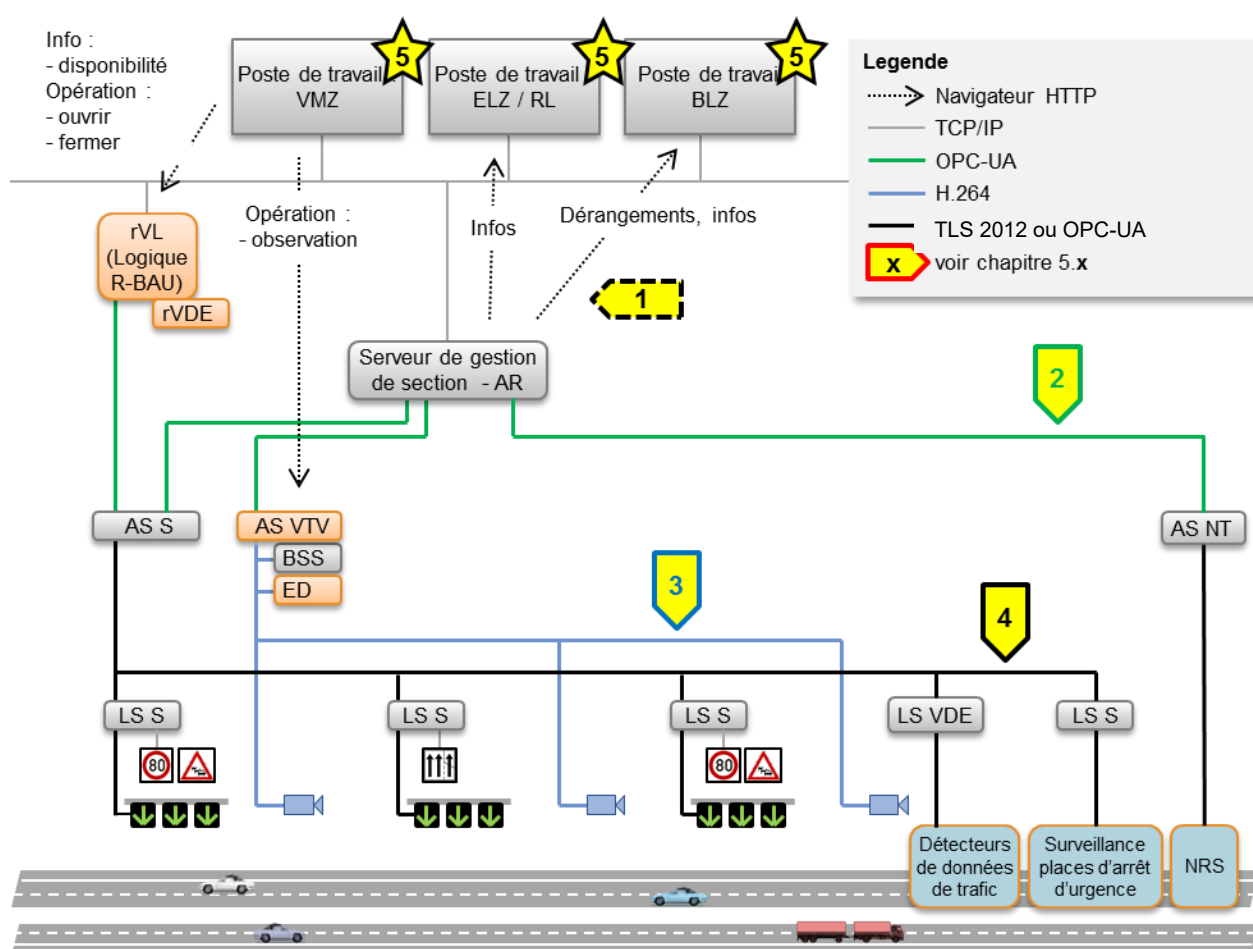 Info :
- disponibilité
Opération :
- ouvrir
- fermer
Poste de travail :
VMZ
5
Poste de travail
ELZ / RL
5
Poste de travail
BLZ
5
Legende
Navigateur HTTP
TCP/IP
OPC-UA
H.264
TLS 2012 ou OPC-UA
x
voir chapitre 5.x
rVL
(Logique
R-BAU)
rVDE
Opération :
- observation
Infos
Dérangements, infos
1
Serveur de gestion
de section - AR
2
AS S
AS VTV
BSS
ED
AS NT
3
4
LS S
LS S
LS S
LS VDE
LS S
80
80
Détecteurs
de données
de trafic
Surveillance
places d'arrêt
d'urgence
NRS